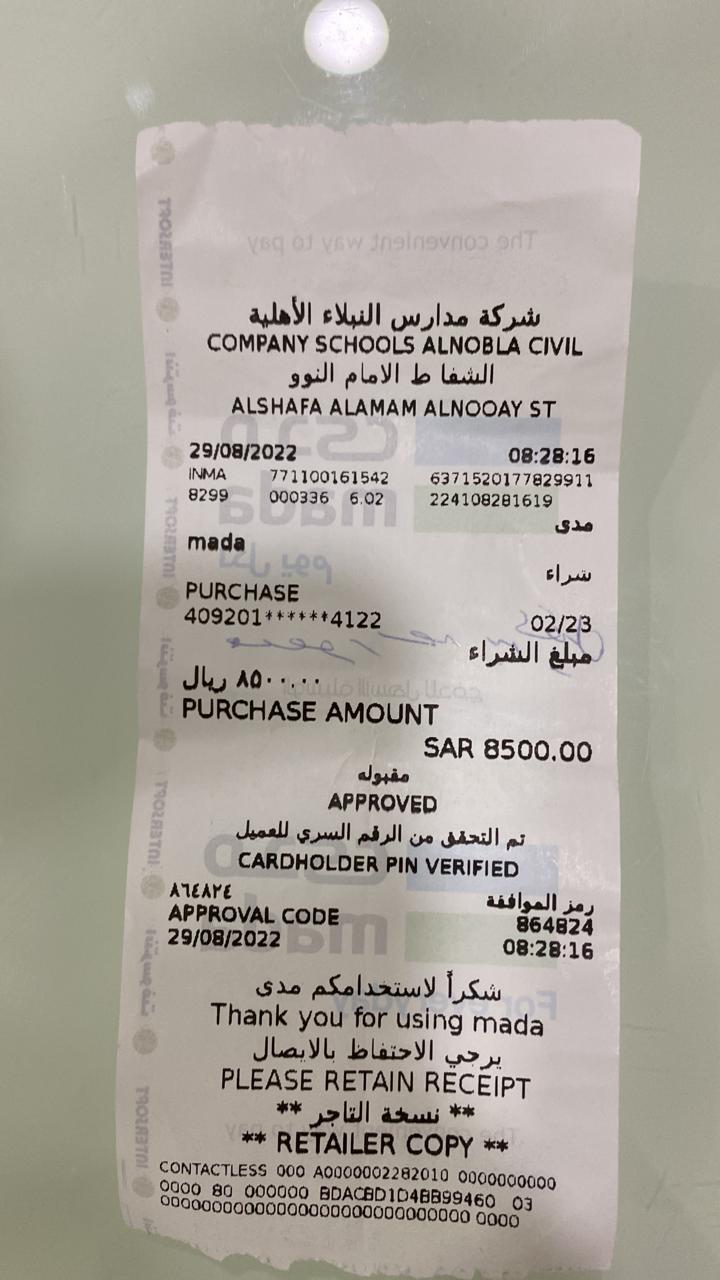 The convenient way to pay
شركة مدارس النبلاء الأهلية
COMPANY SCHOOLS ALNOBLA CIVIL
الشفا ط الامام النوو
ALSHAFA ALAMAM ALNOOAY ST
29/08/2022 08:28:16
INMA 771100161542 6371520177829911
8299 000336 6.02 224108281619
مدى
mada
شراء
PURCHASE
409201******4122 02/23
مبلغ الشراء
٨٥٠٠.٠٠ ريال
PURCHASE AMOUNT
SAR 8500.00
مقبوله
APPROVED
تم التحقق من الرقم السري للعميل
CARDHOLDER PIN VERIFIED
٨٦٤٨٢٤ رمز الموافقة
APPROVAL CODE 864824
29/08/2022 08:28:16
شكراً لاستخدامكم مدى
Thank you for using mada
يرجي الاحتفاظ بالايصال
PLEASE RETAIN RECEIPT
** نسخة التاجر **
** RETAILER COPY **
CONTACTLESS 000 A0000002282010 0000000000
0000 80 000000 BDACBD1D4BB99460 03
0000000000000000000000000000 0000
INTERSOFT
INTERSOFT
INTERSOFT
INTERSOFT